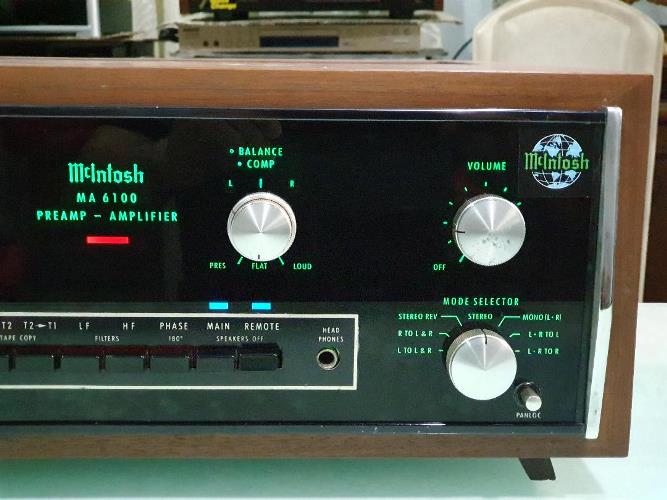 McIntosh
MA 6100
PREAMP – AMPLIFIER
• BALANCE
• COMP
L R
PRES FLAT LOUD
VOLUME
OFF
McIntosh
MODE SELECTOR
STEREO REV STEREO MONO (L+R)
R TO L & R L+R TO L
L TO L & R L+R TO R
PANLOC
T2 T2→T1 LF HF PHASE MAIN REMOTE
TAPE COPY FILTERS 180° SPEAKERS OFF
HEAD
PHONES